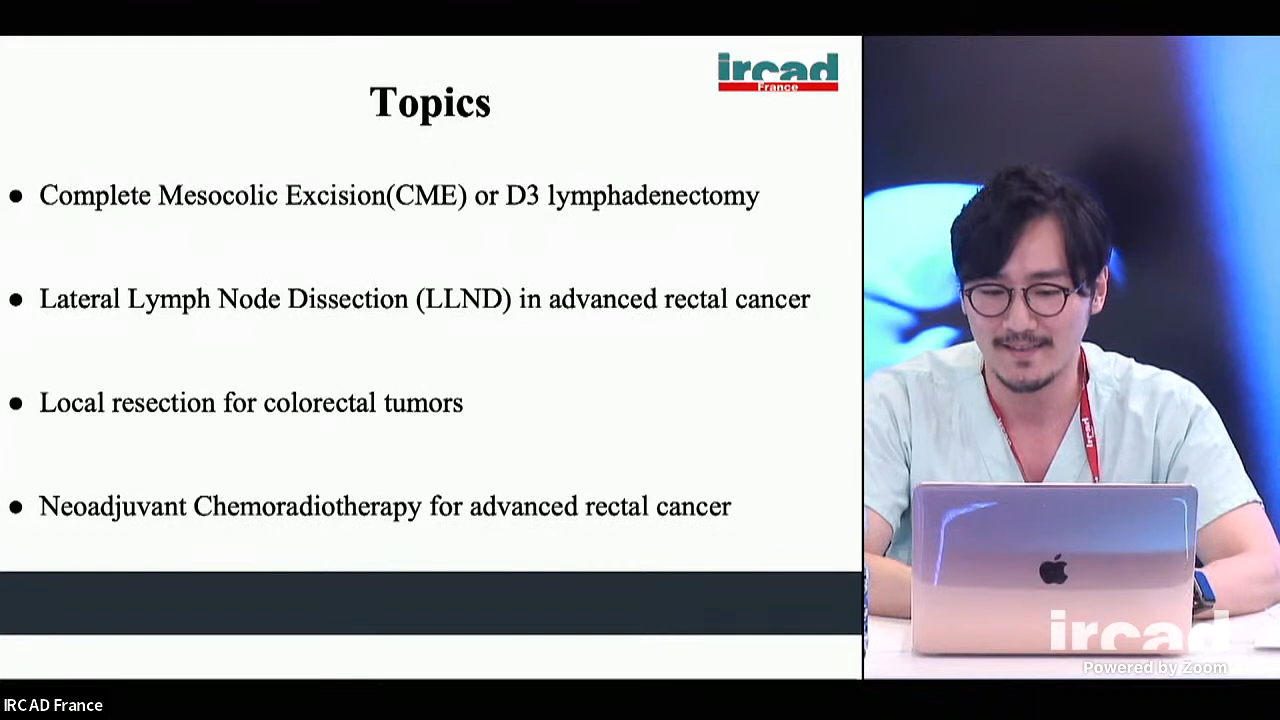 ircad
France
Topics
● Complete Mesocolic Excision(CME) or D3 lymphadenectomy
● Lateral Lymph Node Dissection (LLND) in advanced rectal cancer
● Local resection for colorectal tumors
● Neoadjuvant Chemoradiotherapy for advanced rectal cancer
ircad
ircad
Powered by Zoom
IRCAD France